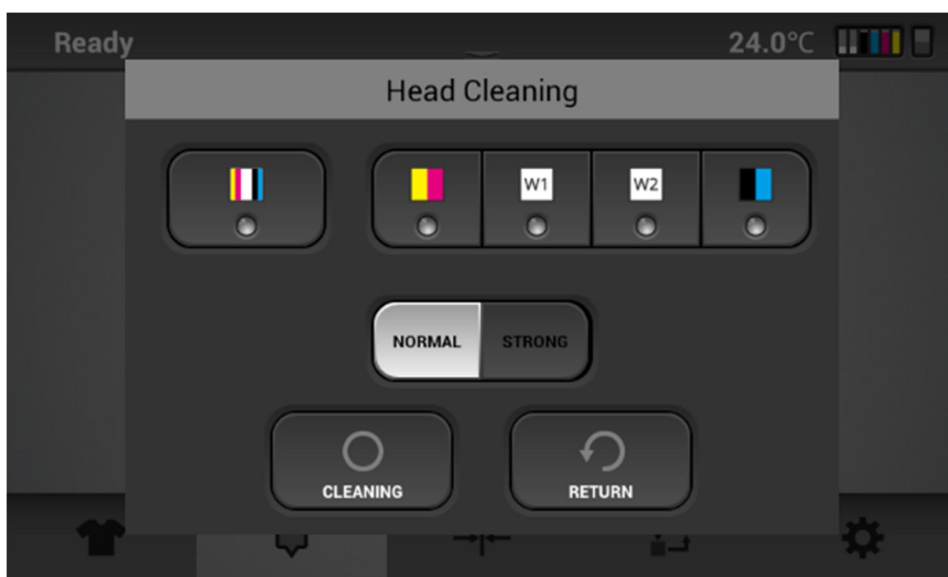 Ready 24.0°C
Head Cleaning
W1 W2
NORMAL STRONG
CLEANING RETURN